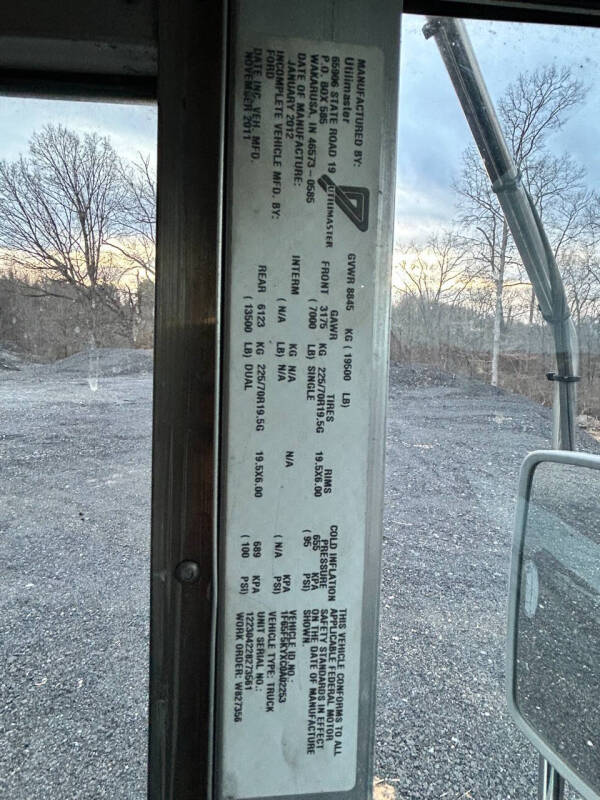 MANUFACTURED BY:
Utilimaster
65906 STATE ROAD 19
P.O. BOX 585
WAKARUSA, IN 46573-0585
DATE OF MANUFACTURE:
JANUARY 2012
INCOMPLETE VEHICLE MFD. BY:
FORD
DATE INC. VEH. MFD.
NOVEMBER 2011
UTILIMASTER
GVWR 8845 KG ( 19500 LB)
GAWR TIRES RIMS COLD INFLATION PRESSURE
FRONT 3175 KG 225/70R19.5G 19.5X6.00 655 KPA
( 7000 LB) SINGLE ( 95 PSI)
INTERM KG N/A N/A KPA
( N/A LB) N/A ( N/A PSI)
REAR 6123 KG 225/70R19.5G 19.5X6.00 689 KPA
( 13500 LB) DUAL ( 100 PSI)
THIS VEHICLE CONFORMS TO ALL
APPLICABLE FEDERAL MOTOR
SAFETY STANDARDS IN EFFECT
ON THE DATE OF MANUFACTURE
SHOWN.
VEHICLE ID NO.:
1F65F5KYXC0A02253
VEHICLE TYPE: TRUCK
UNIT SERIAL NO.:
122304228273561
WORK ORDER: W827356